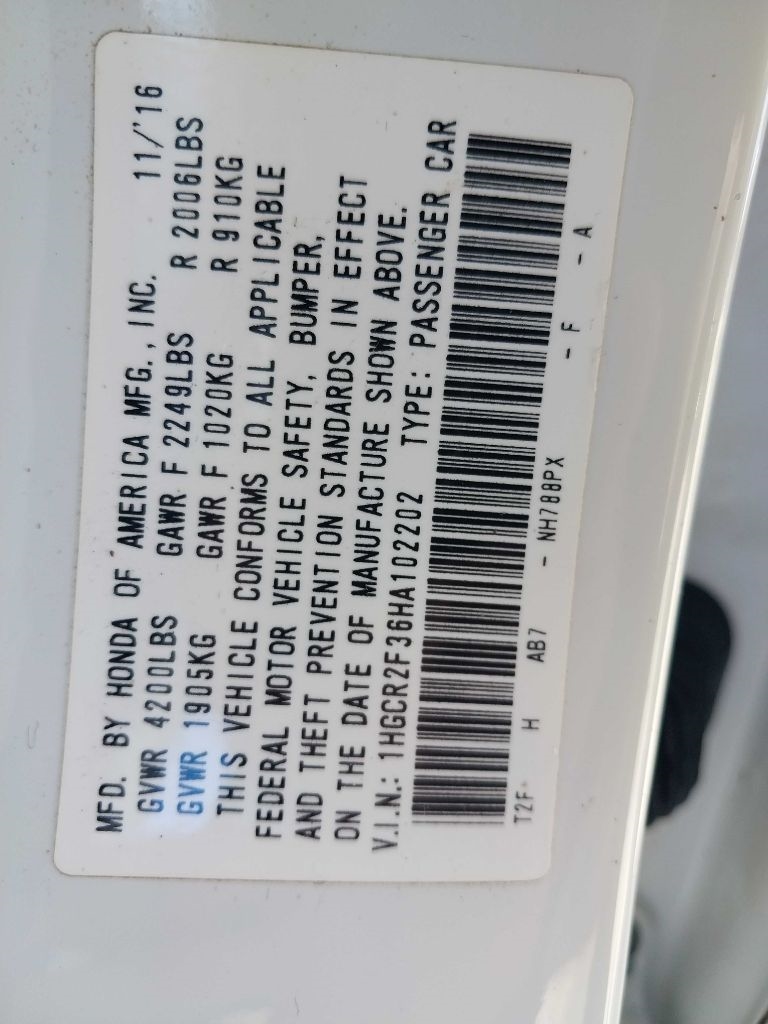 MFD. BY HONDA OF AMERICA MFG., INC. 11/'16
GVWR 4200LBS GAWR F 2249LBS R 2006LBS
GVWR 1905KG GAWR F 1020KG R 910KG
THIS VEHICLE CONFORMS TO ALL APPLICABLE
FEDERAL MOTOR VEHICLE SAFETY, BUMPER,
AND THEFT PREVENTION STANDARDS IN EFFECT
ON THE DATE OF MANUFACTURE SHOWN ABOVE.
V.I.N.: 1HGCR2F36HA102202 TYPE: PASSENGER CAR
T2F- H AB7 - NH788PX - F - A